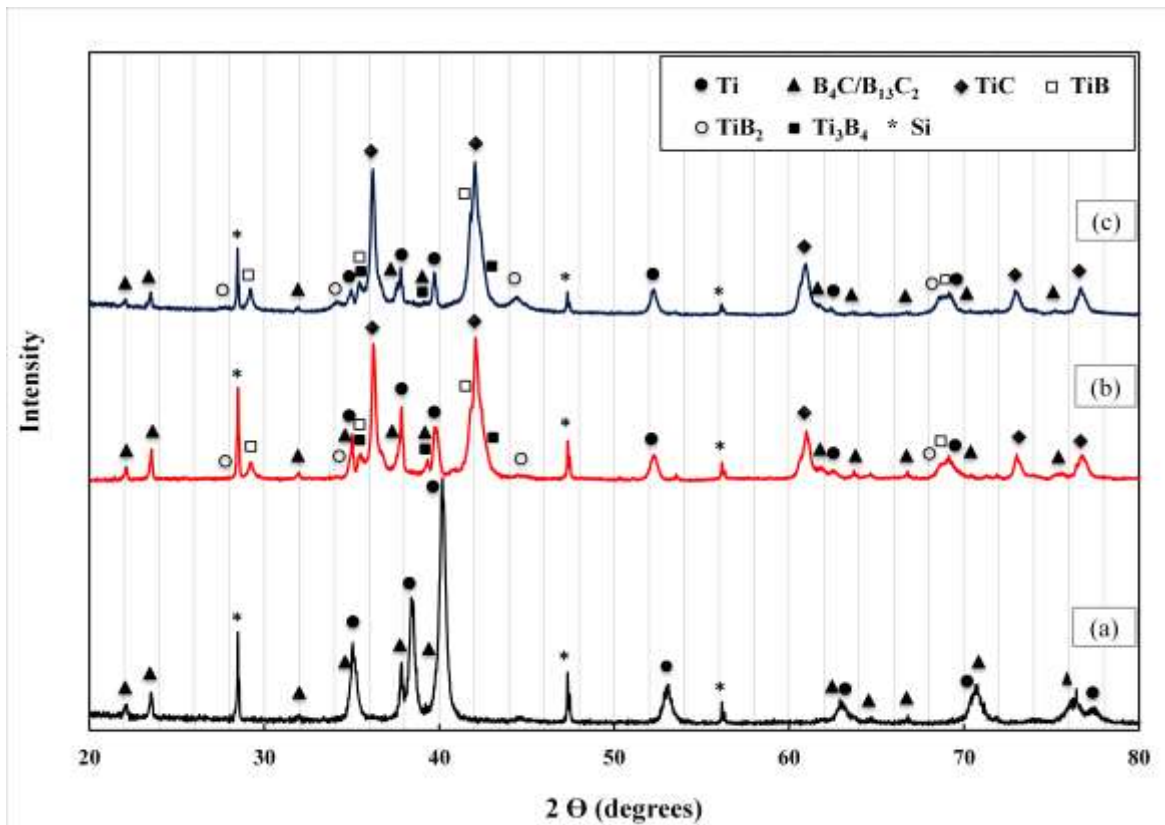 Ti B₄C/B₁₃C₂ TiC TiB
TiB₂ Ti₃B₄ * Si
(c)
(b)
(a)
Intensity
20 30 40 50 60 70 80
2 Ө (degrees)